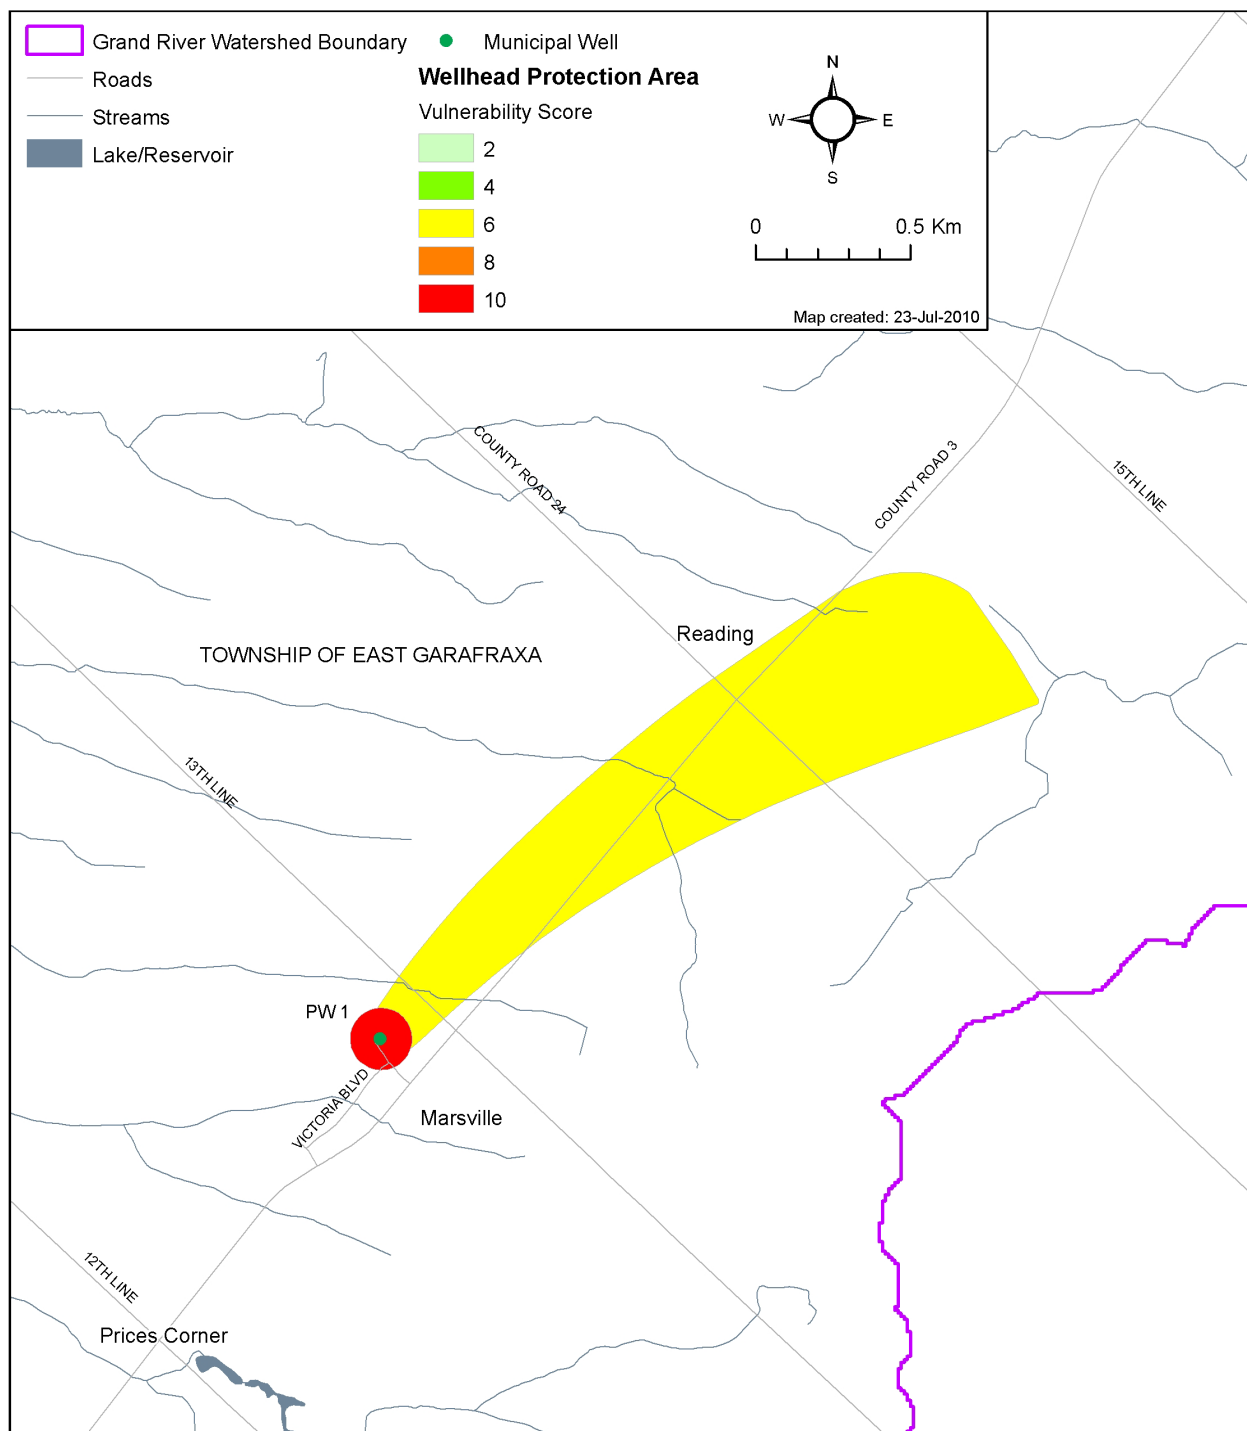 Grand River Watershed Boundary
Roads
Streams
Lake/Reservoir
Municipal Well
Wellhead Protection Area
Vulnerability Score
2
4
6
8
10
N
W E
S
0 0.5 Km
Map created: 23-Jul-2010
COUNTY ROAD 24
COUNTY ROAD 3
15TH LINE
Reading
TOWNSHIP OF EAST GARAFRAXA
13TH LINE
PW 1
VICTORIA BLVD
Marsville
12TH LINE
Prices Corner